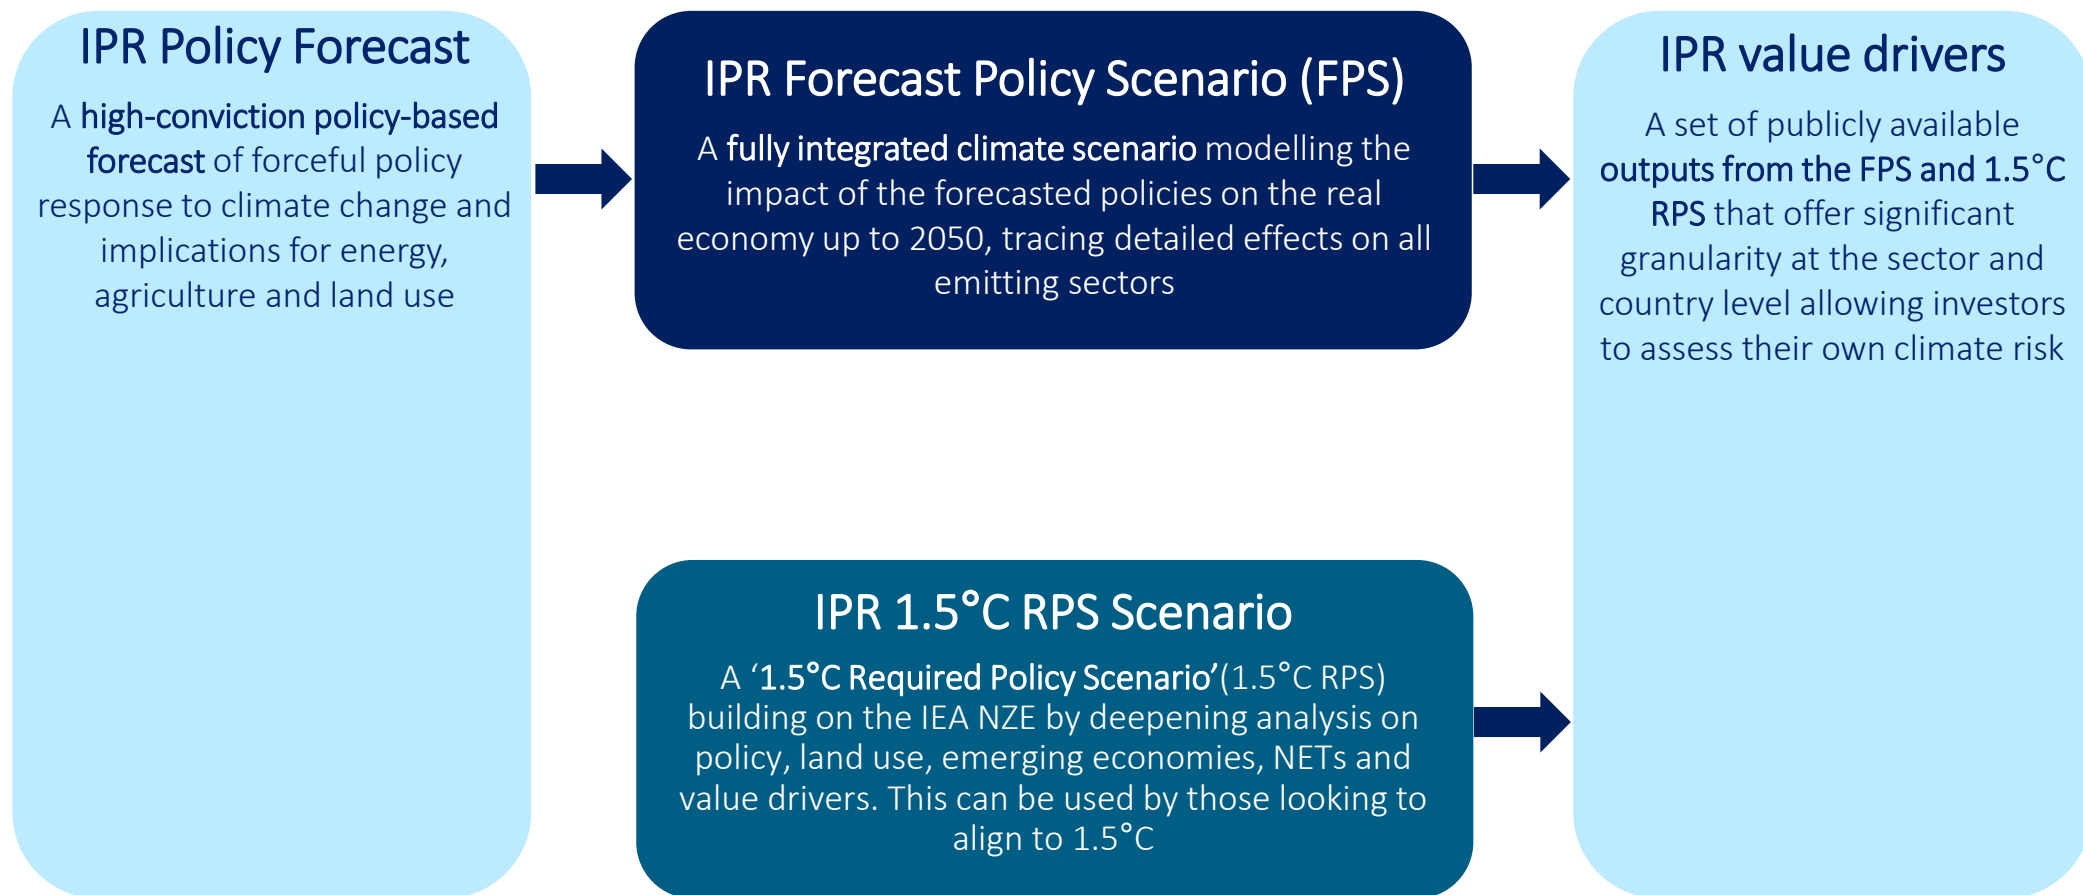 IPR Policy Forecast
A high-conviction policy-based
forecast of forceful policy
response to climate change and
implications for energy,
agriculture and land use
IPR Forecast Policy Scenario (FPS)
A fully integrated climate scenario modelling the
impact of the forecasted policies on the real
economy up to 2050, tracing detailed effects on all
emitting sectors
IPR 1.5°C RPS Scenario
A ‘1.5°C Required Policy Scenario’(1.5°C RPS)
building on the IEA NZE by deepening analysis on
policy, land use, emerging economies, NETs and
value drivers. This can be used by those looking to
align to 1.5°C
IPR value drivers
A set of publicly available
outputs from the FPS and 1.5°C
RPS that offer significant
granularity at the sector and
country level allowing investors
to assess their own climate risk